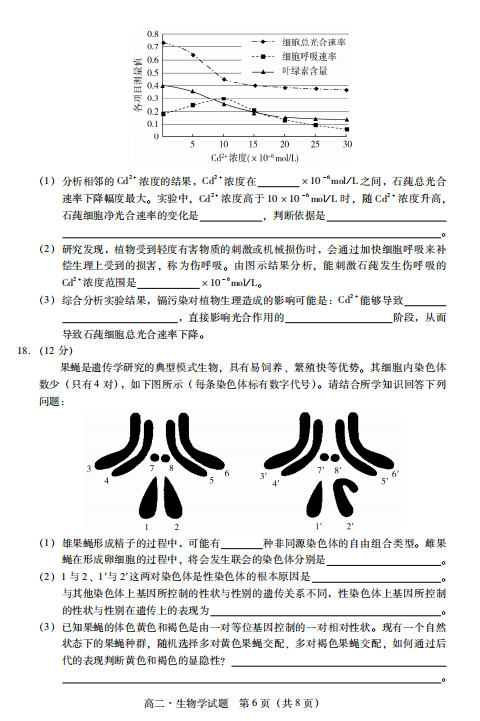 0.8
0.7
0.6
0.5
0.4
0.3
0.2
0.1
0
各项目测量值
细胞总光合速率
细胞呼吸速率
叶绿素含量
5 10 15 20 25 30
Cd²⁺浓度(×10⁻⁶mol/L)
(1) 分析相邻的 Cd²⁺ 浓度的结果，Cd²⁺浓度在________×10⁻⁶mol/L之间，石莼总光合
速率下降幅度最大。实验中，Cd²⁺浓度高于 10×10⁻⁶mol/L 时，随 Cd²⁺浓度升高，
石莼细胞净光合速率的变化是____________，判断依据是________________
________________________________。
(2) 研究发现，植物受到轻度有害物质的刺激或机械损伤时，会通过加快细胞呼吸来补
偿生理上受到的损害，称为伤呼吸。由图示结果分析，能刺激石莼发生伤呼吸的
Cd²⁺浓度范围是____________×10⁻⁶mol/L。
(3) 综合分析实验结果，镉污染对植物生理造成的影响可能是：Cd²⁺能够导致________
____________________，直接影响光合作用的____________________阶段，从而
导致石莼细胞总光合速率下降。
18. (12 分)
果蝇是遗传学研究的典型模式生物，具有易饲养、繁殖快等优势。其细胞内染色体
数少（只有4 对），如下图所示（每条染色体标有数字代号）。请结合所学知识回答下列
问题：
3 4 7 8 5 6
1 2
3′ 4′ 7′ 8′ 5′ 6′
1′ 2′
(1) 雄果蝇形成精子的过程中，可能有________种非同源染色体的自由组合类型。雌果
蝇在形成卵细胞的过程中，将会发生联会的染色体分别是____________________。
(2) 1 与 2、1′与 2′这两对染色体是性染色体的根本原因是____________________。
与其他染色体上基因所控制的性状与性别的遗传关系不同，性染色体上基因所控制
的性状与性别在遗传上的表现为________________________________。
(3) 已知果蝇的体色黄色和褐色是由一对等位基因控制的一对相对性状。现有一个自然
状态下的果蝇种群，随机选择多对黄色果蝇交配、多对褐色果蝇交配，如何通过后
代的表现判断黄色和褐色的显隐性？________________________________
________________________________。
高二·生物学试题 第 6 页（共 8 页）